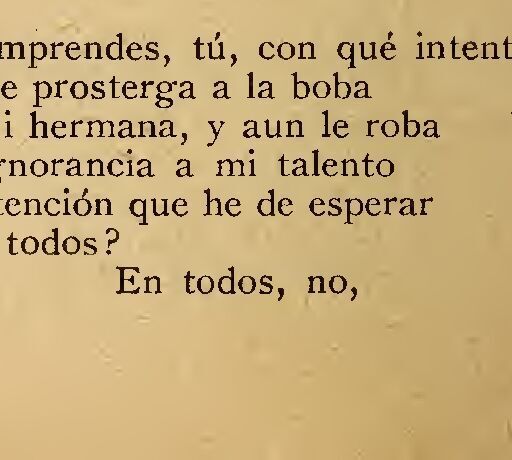 mprendes, tú, con qué intent
e prosterga a la boba
i hermana, y aun le roba
gnorancia a mi talento
tención que he de esperar
todos?
En todos, no,